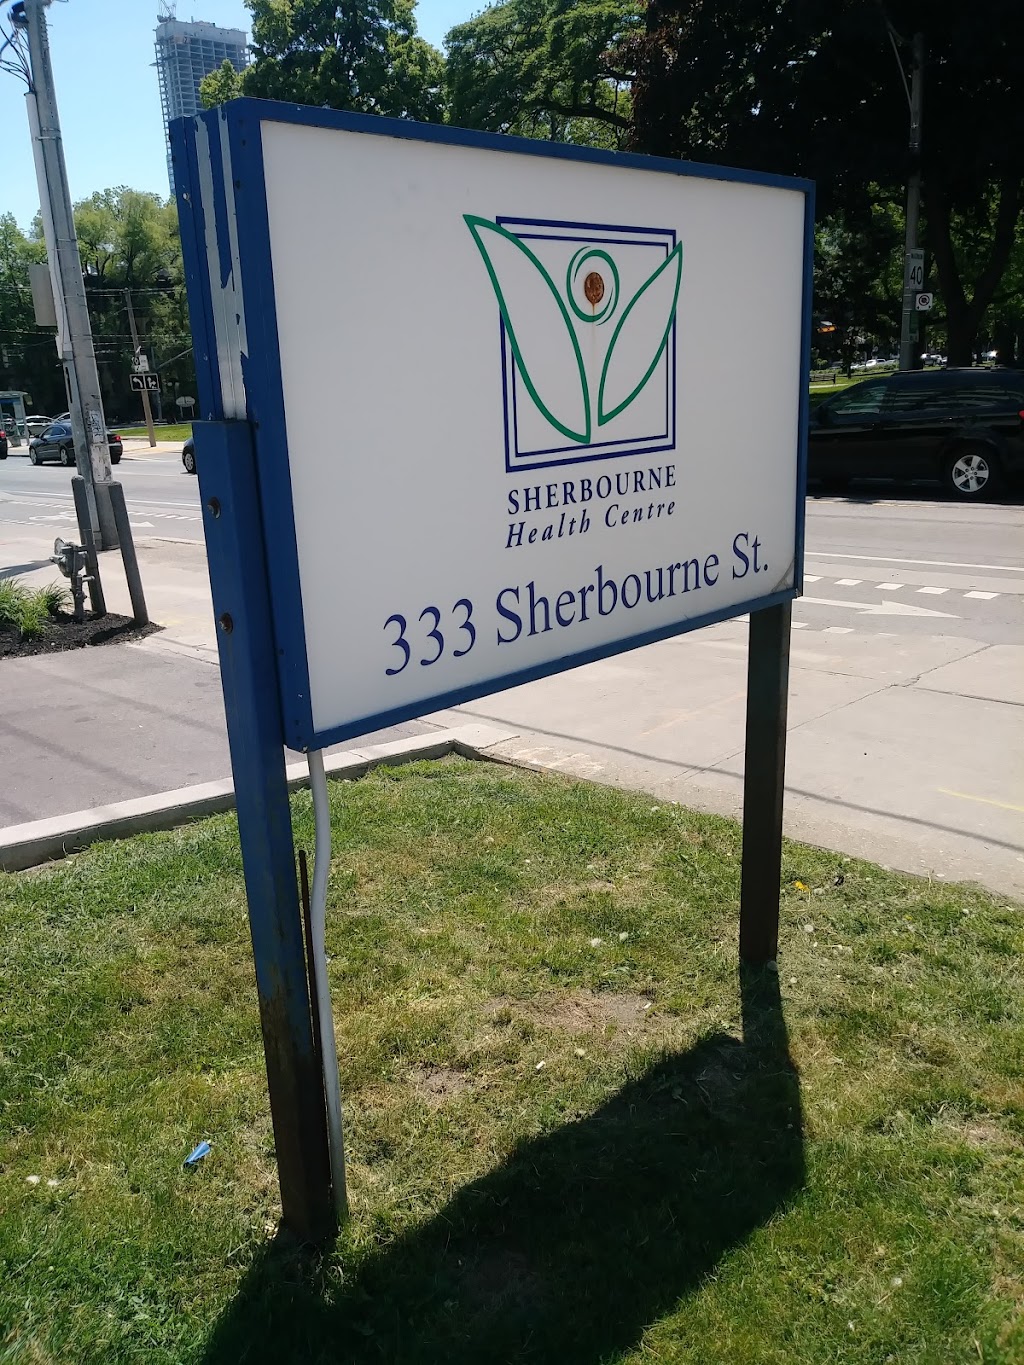 SHERBOURNE
Health Centre
333 Sherbourne St.
40